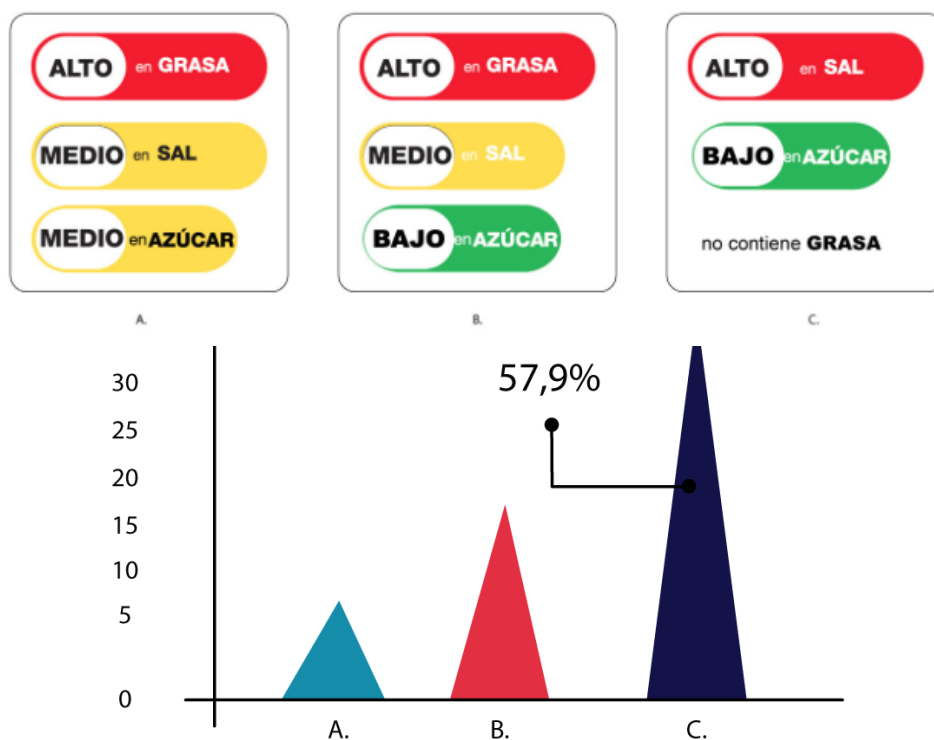 ALTO en GRASA
MEDIO en SAL
MEDIO en AZÚCAR
A.
ALTO en GRASA
MEDIO en SAL
BAJO en AZÚCAR
B.
ALTO en SAL
BAJO en AZÚCAR
no contiene GRASA
C.
57,9%
30
25
20
15
10
5
0
A.
B.
C.